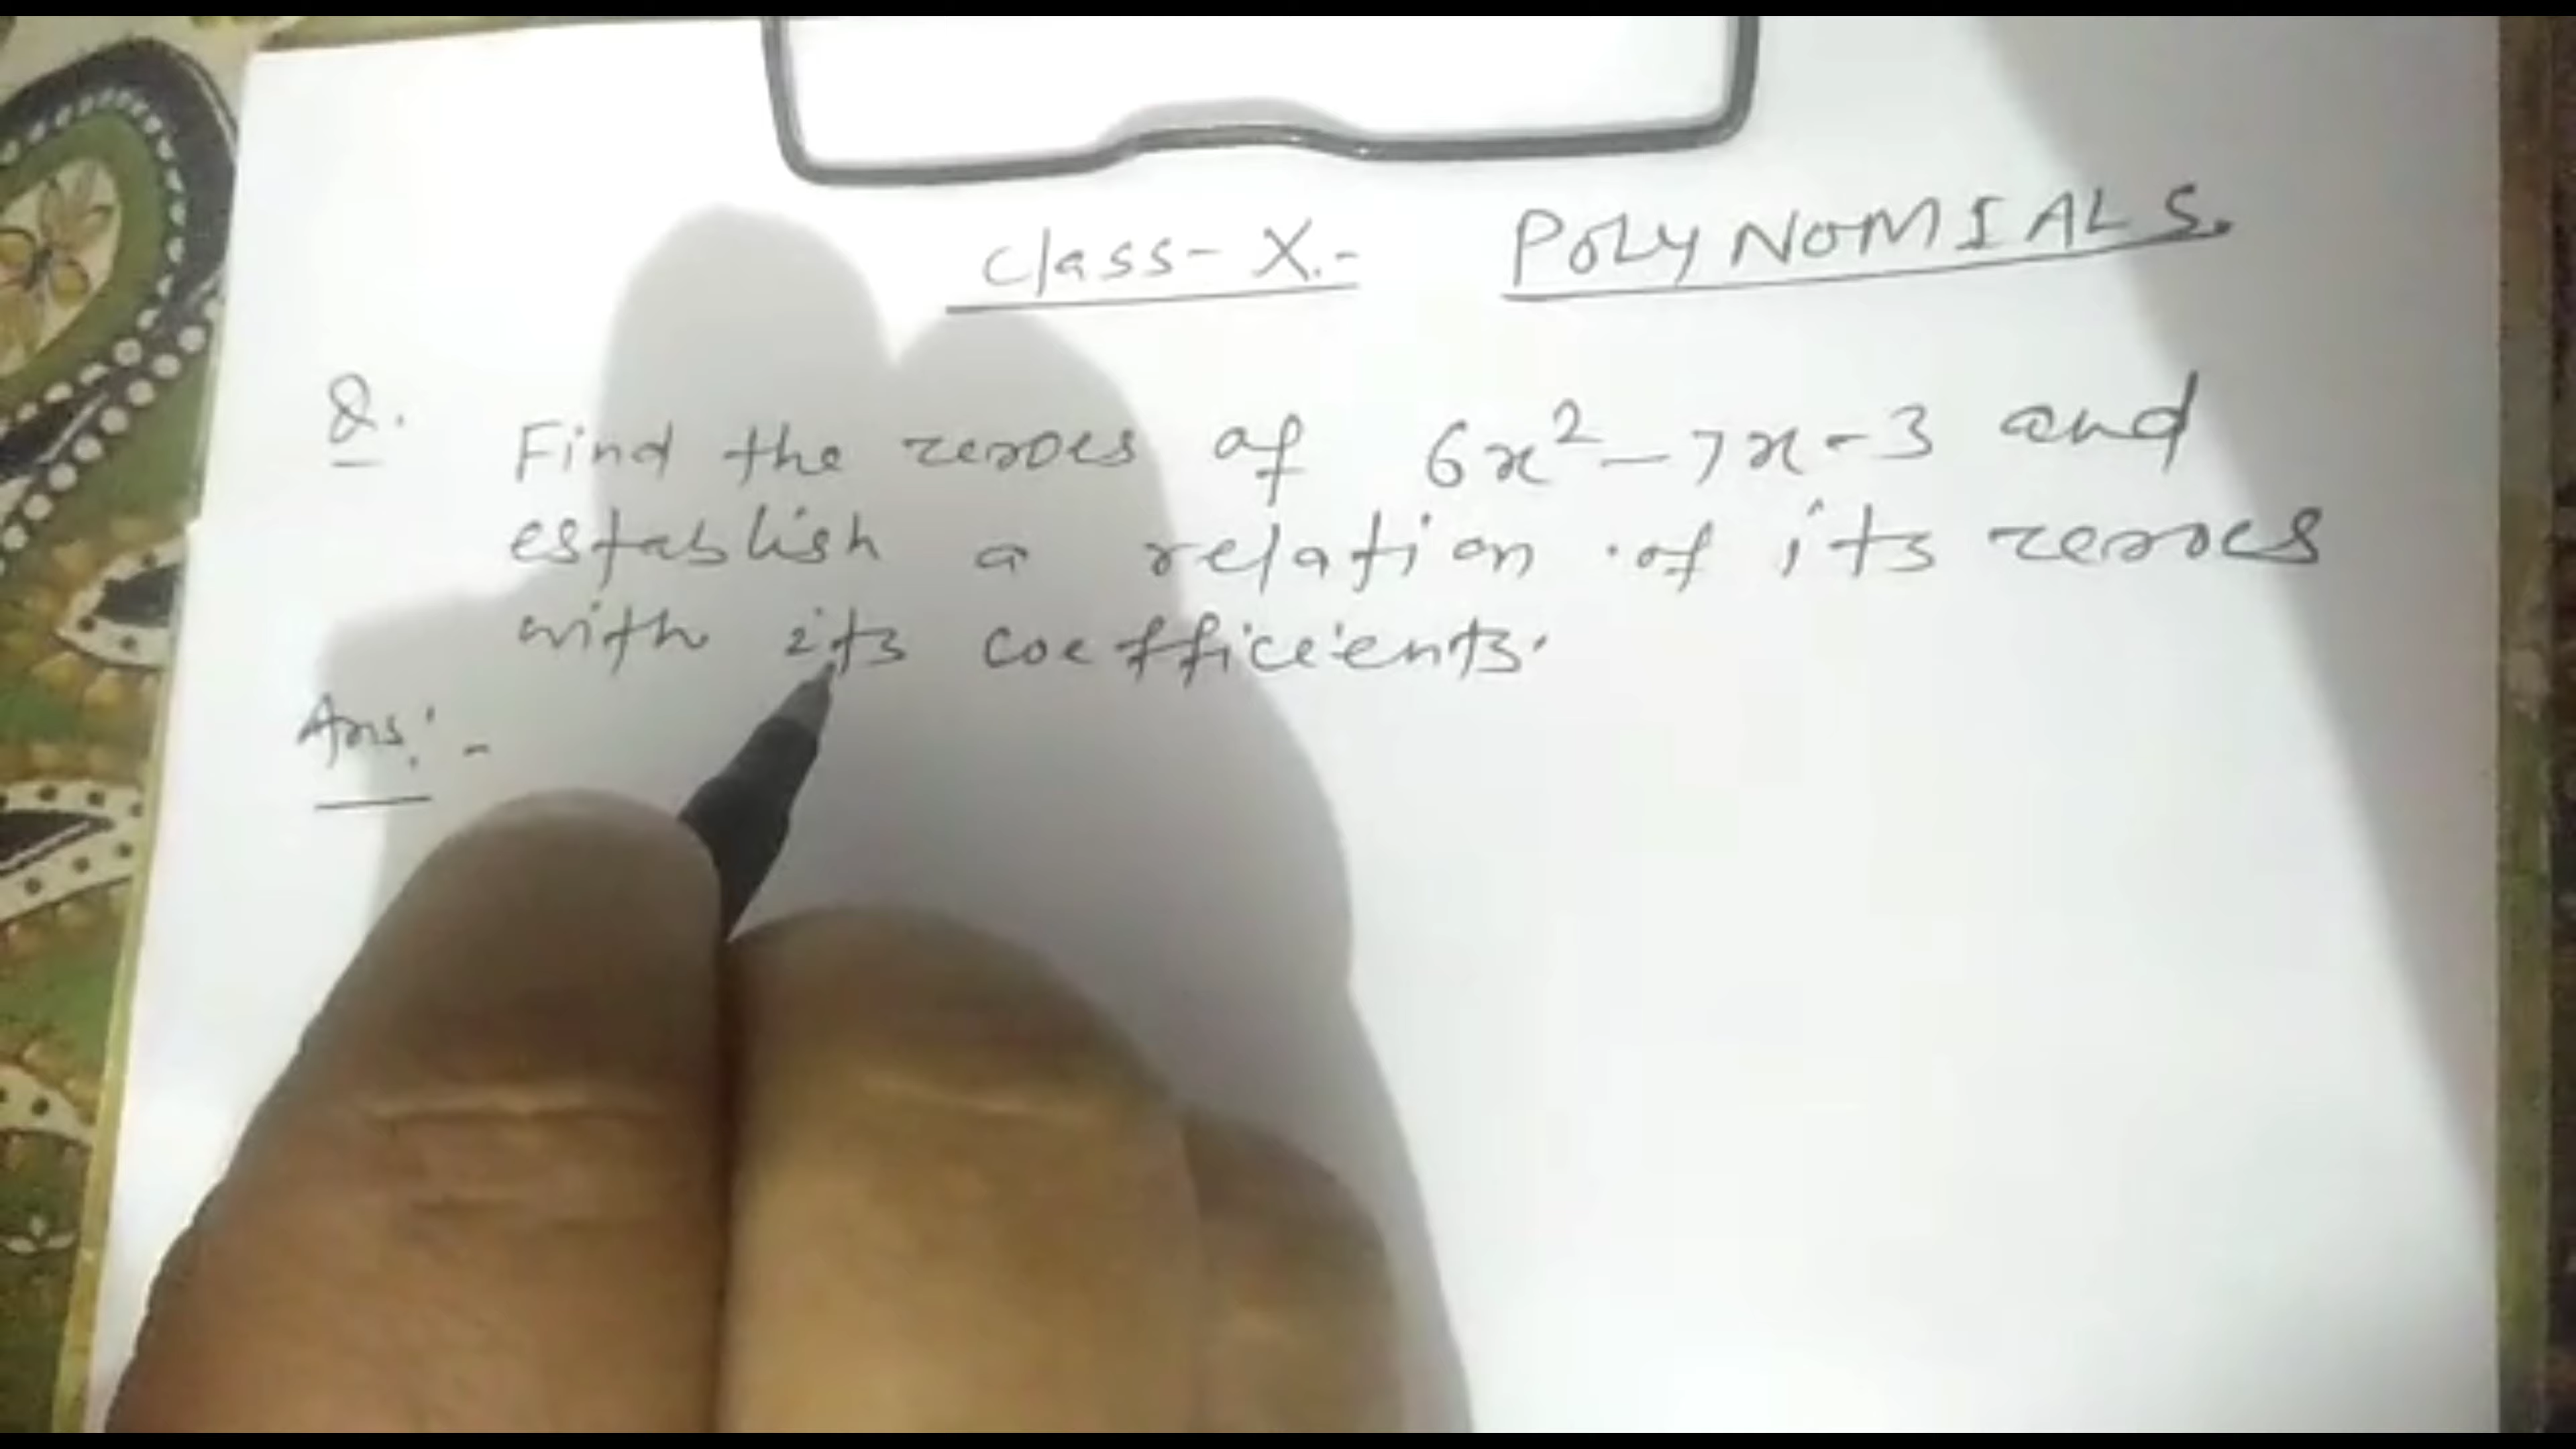 Class-X.- POLYNOMIALS.
Q. Find the zeroes of 6x²-7x-3 and
establish a relation of its zeroes
with its coefficients.
Ans:-